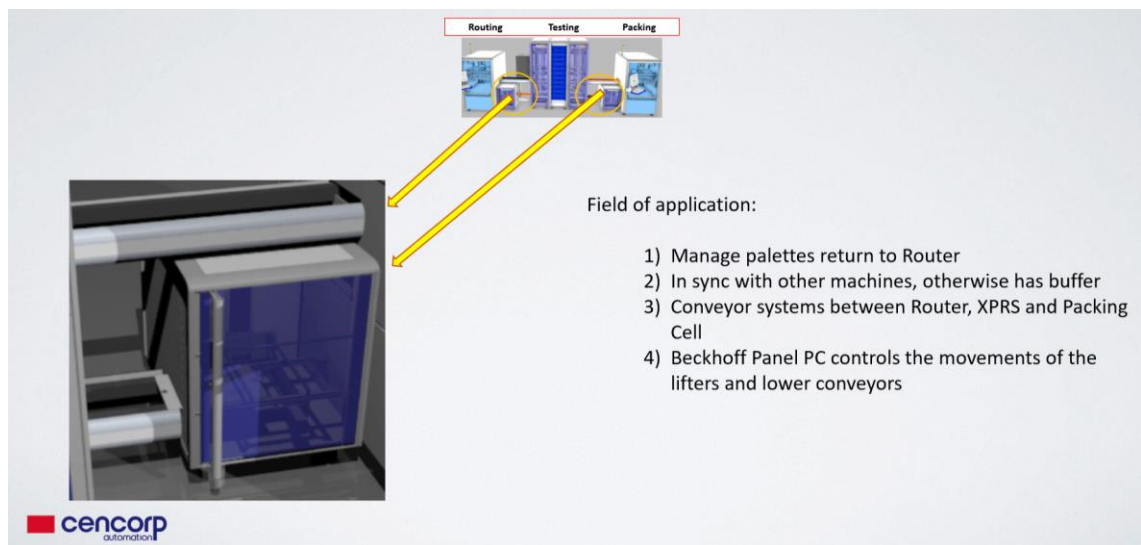 Routing Testing Packing
Field of application:
1) Manage palettes return to Router
2) In sync with other machines, otherwise has buffer
3) Conveyor systems between Router, XPRS and Packing
Cell
4) Beckhoff Panel PC controls the movements of the
lifters and lower conveyors
cencorp
automation